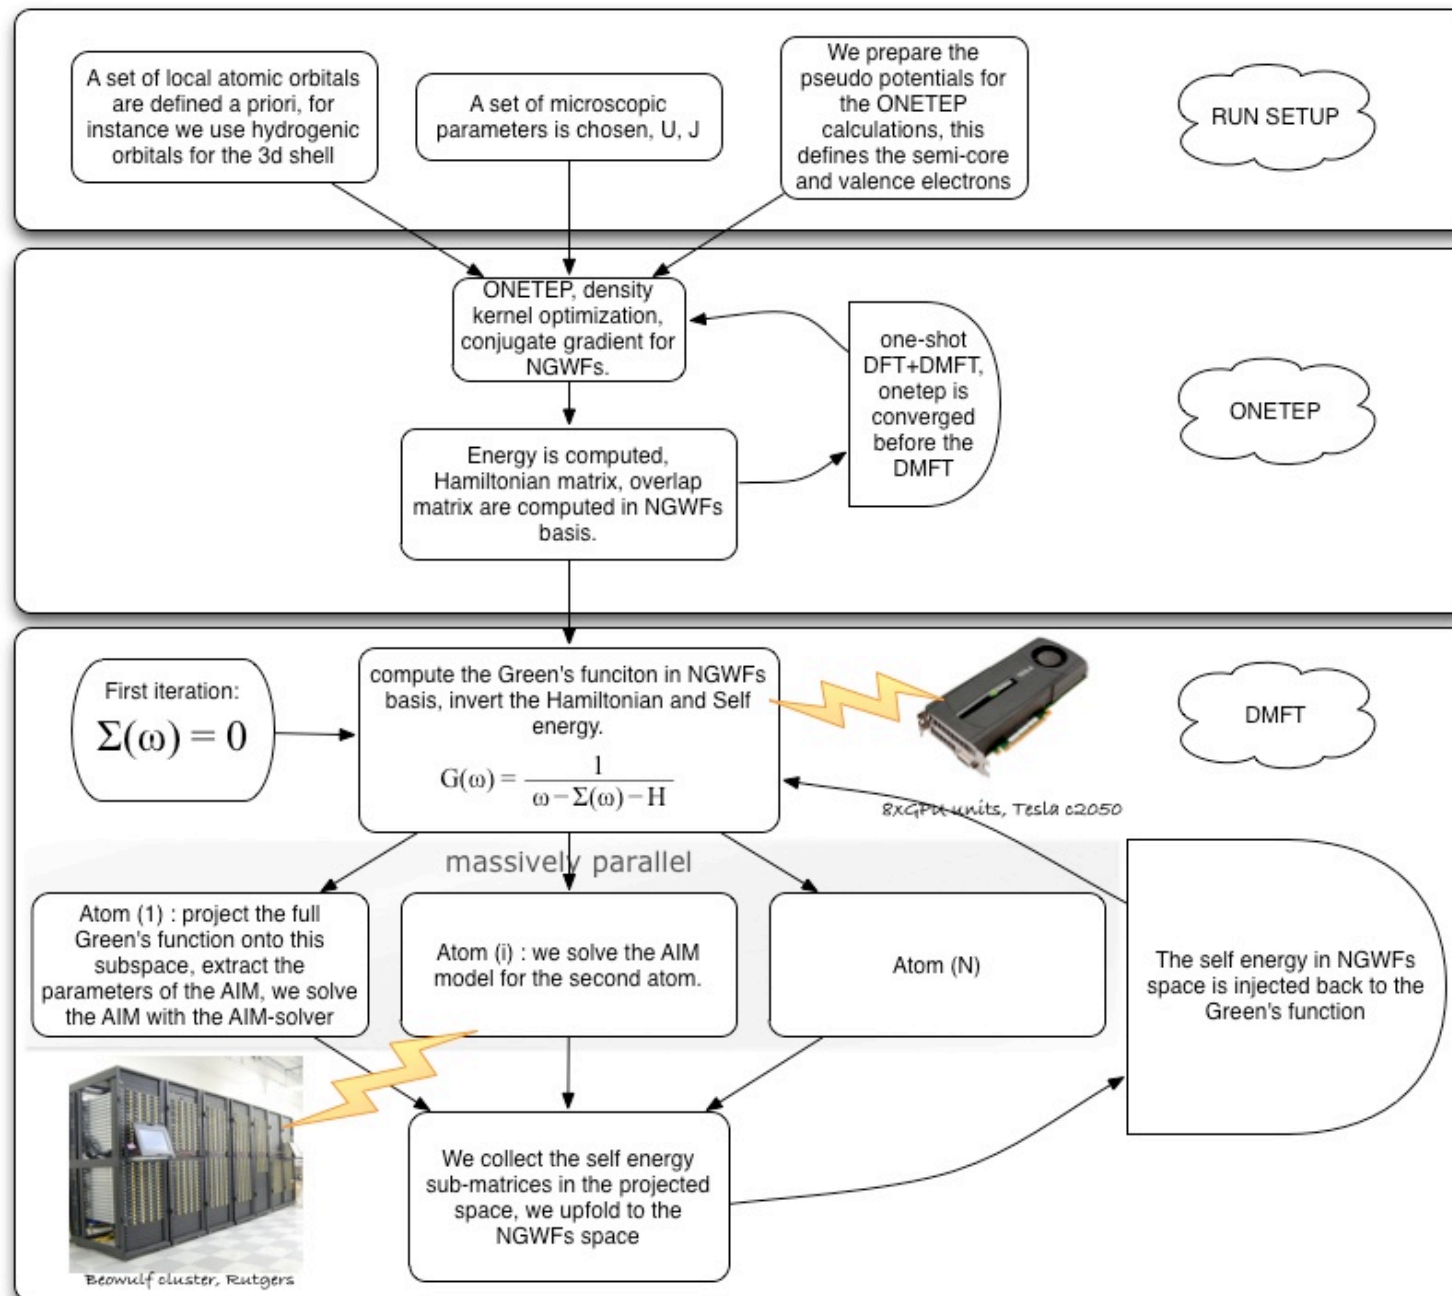 A set of local atomic orbitals
are defined a priori, for
instance we use hydrogenic
orbitals for the 3d shell
A set of microscopic
parameters is chosen, U, J
We prepare the
pseudo potentials for
the ONETEP
calculations, this
defines the semi-core
and valence electrons
RUN SETUP
ONETEP, density
kernel optimization,
conjugate gradient for
NGWFs.
one-shot
DFT+DMFT,
onetep is
converged
before the
DMFT
ONETEP
Energy is computed,
Hamiltonian matrix, overlap
matrix are computed in NGWFs
basis.
First iteration:
Σ(ω) = 0
compute the Green's funciton in NGWFs
basis, invert the Hamiltonian and Self
energy.
G(ω) = 1 / (ω − Σ(ω) − H)
8xGPU units, Tesla c2050
DMFT
massively parallel
Atom (1) : project the full
Green's function onto this
subspace, extract the
parameters of the AIM, we solve
the AIM with the AIM-solver
Atom (i) : we solve the AIM
model for the second atom.
Atom (N)
The self energy in NGWFs
space is injected back to the
Green's function
We collect the self energy
sub-matrices in the projected
space, we upfold to the
NGWFs space
Beowulf cluster, Rutgers